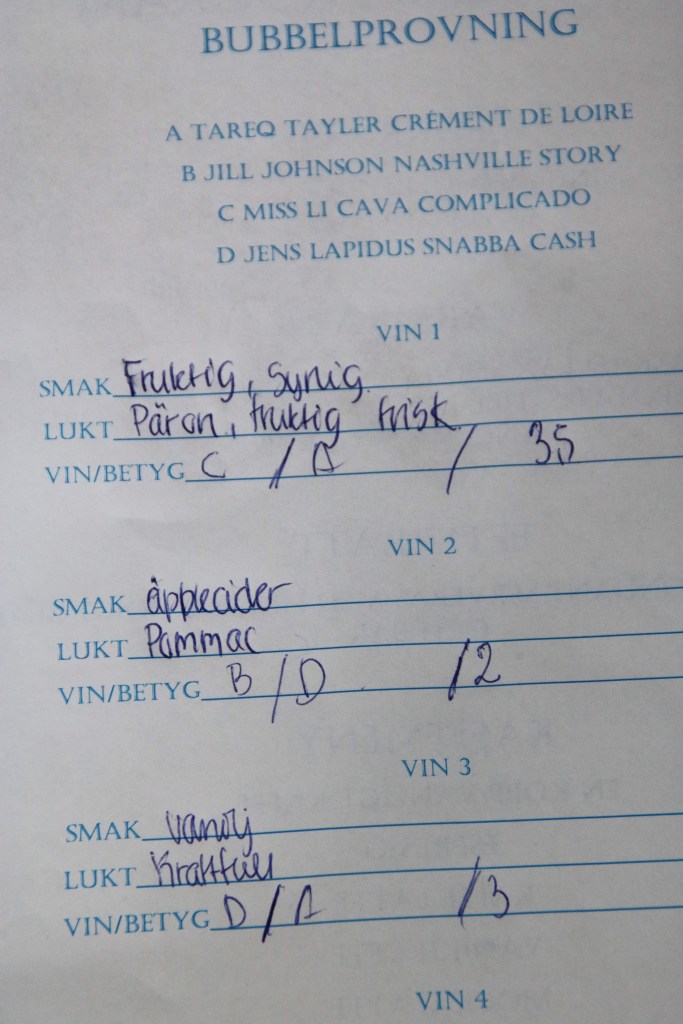 BUBBELPROVNING
A TAREQ TAYLER CRÉMENT DE LOIRE
B JILL JOHNSON NASHVILLE STORY
C MISS LI CAVA COMPLICADO
D JENS LAPIDUS SNABBA CASH
VIN 1
SMAK Fruktig, Syrlig
LUKT Päron, fruktig frisk
VIN/BETYG C / A / 3,5
VIN 2
SMAK äpplecider
LUKT Pommac
VIN/BETYG B / D / 2
VIN 3
SMAK vanilj
LUKT Kraftfull
VIN/BETYG D / A / 3
VIN 4